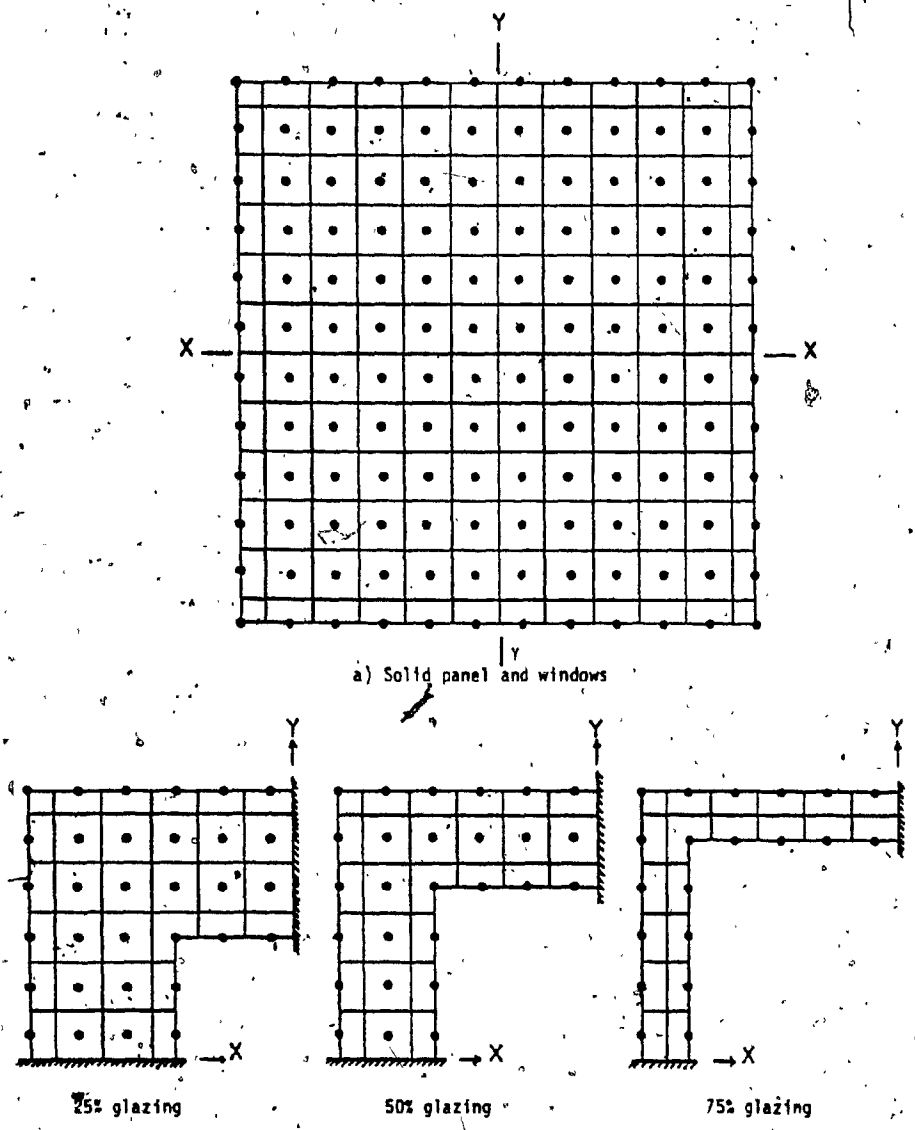 Y
X X
Y
a) Solid panel and windows
Y Y Y
X X X
25% glazing 50% glazing 75% glazing